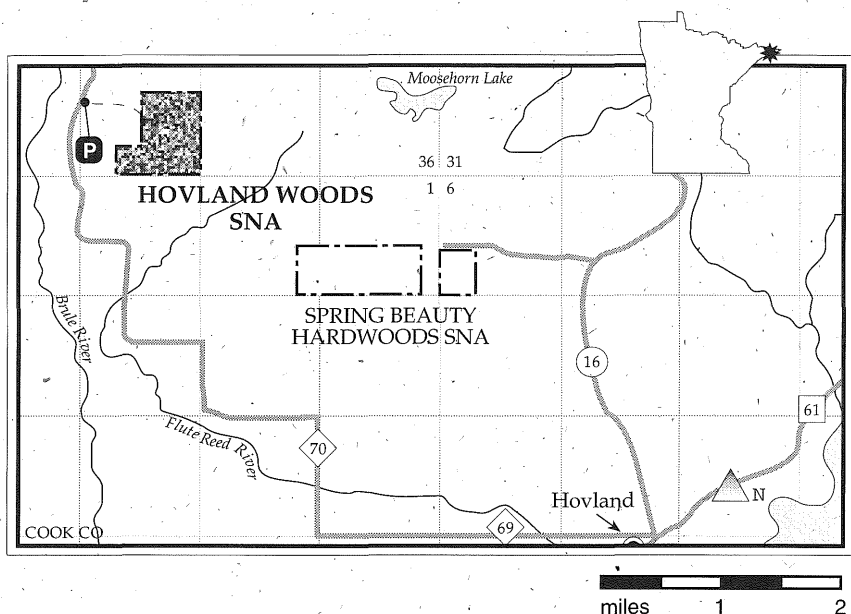 Moosehorn Lake
P
36 31
1 6
HOVLAND WOODS
SNA
SPRING BEAUTY
HARDWOODS SNA
Brule River
16
61
Flute Reed River
70
N
Hovland
69
COOK CO
miles 1 2